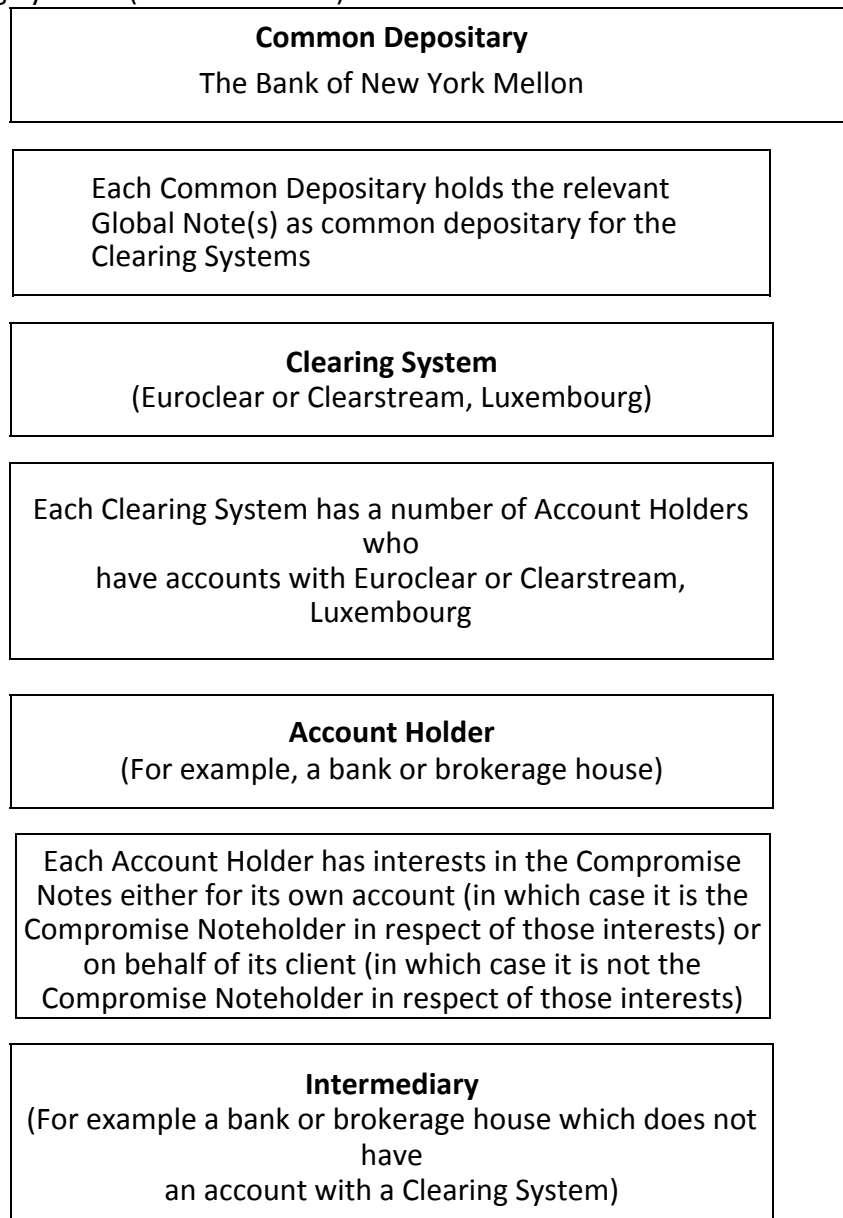 Common Depositary
The Bank of New York Mellon
Each Common Depositary holds the relevant
Global Note(s) as common depositary for the
Clearing Systems
Clearing System
(Euroclear or Clearstream, Luxembourg)
Each Clearing System has a number of Account Holders
who
have accounts with Euroclear or Clearstream,
Luxembourg
Account Holder
(For example, a bank or brokerage house)
Each Account Holder has interests in the Compromise
Notes either for its own account (in which case it is the
Compromise Noteholder in respect of those interests) or
on behalf of its client (in which case it is not the
Compromise Noteholder in respect of those interests)
Intermediary
(For example a bank or brokerage house which does not
have
an account with a Clearing System)